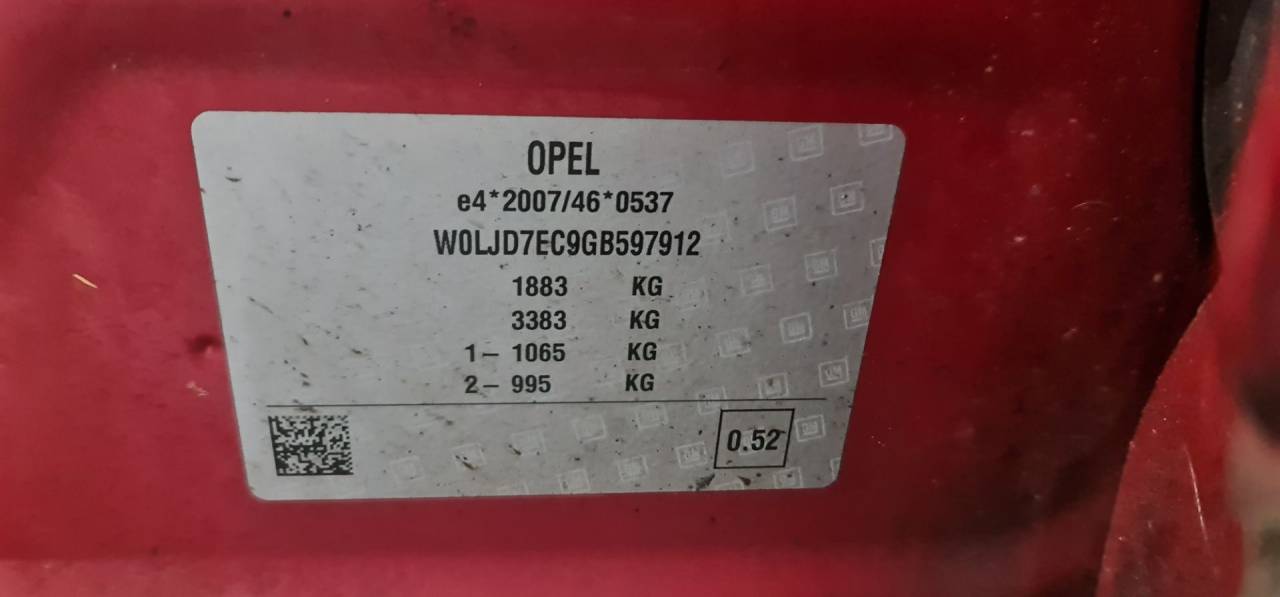 OPEL
e4*2007/46*0537
W0LJD7EC9GB597912
1883 KG
3383 KG
1– 1065 KG
2– 995 KG
0.52